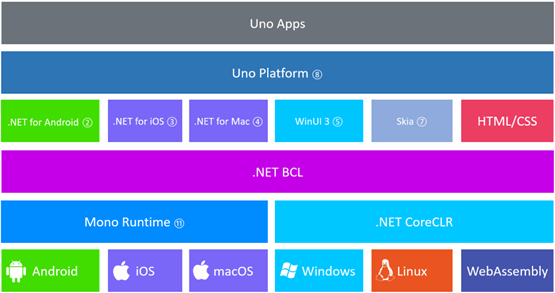 Uno Apps
Uno Platform ⑧
.NET for Android ② .NET for iOS ③ .NET for Mac ④ WinUI 3 ⑤ Skia ⑦ HTML/CSS
.NET BCL
Mono Runtime ⑪ .NET CoreCLR
Android iOS macOS Windows Linux WebAssembly